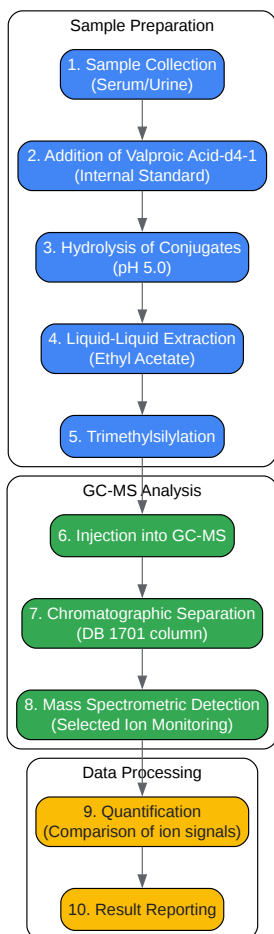 Sample Preparation
1. Sample Collection
(Serum/Urine)
2. Addition of Valproic Acid-d4-1
(Internal Standard)
3. Hydrolysis of Conjugates
(pH 5.0)
4. Liquid-Liquid Extraction
(Ethyl Acetate)
5. Trimethylsilylation
GC-MS Analysis
6. Injection into GC-MS
7. Chromatographic Separation
(DB 1701 column)
8. Mass Spectrometric Detection
(Selected Ion Monitoring)
Data Processing
9. Quantification
(Comparison of ion signals)
10. Result Reporting